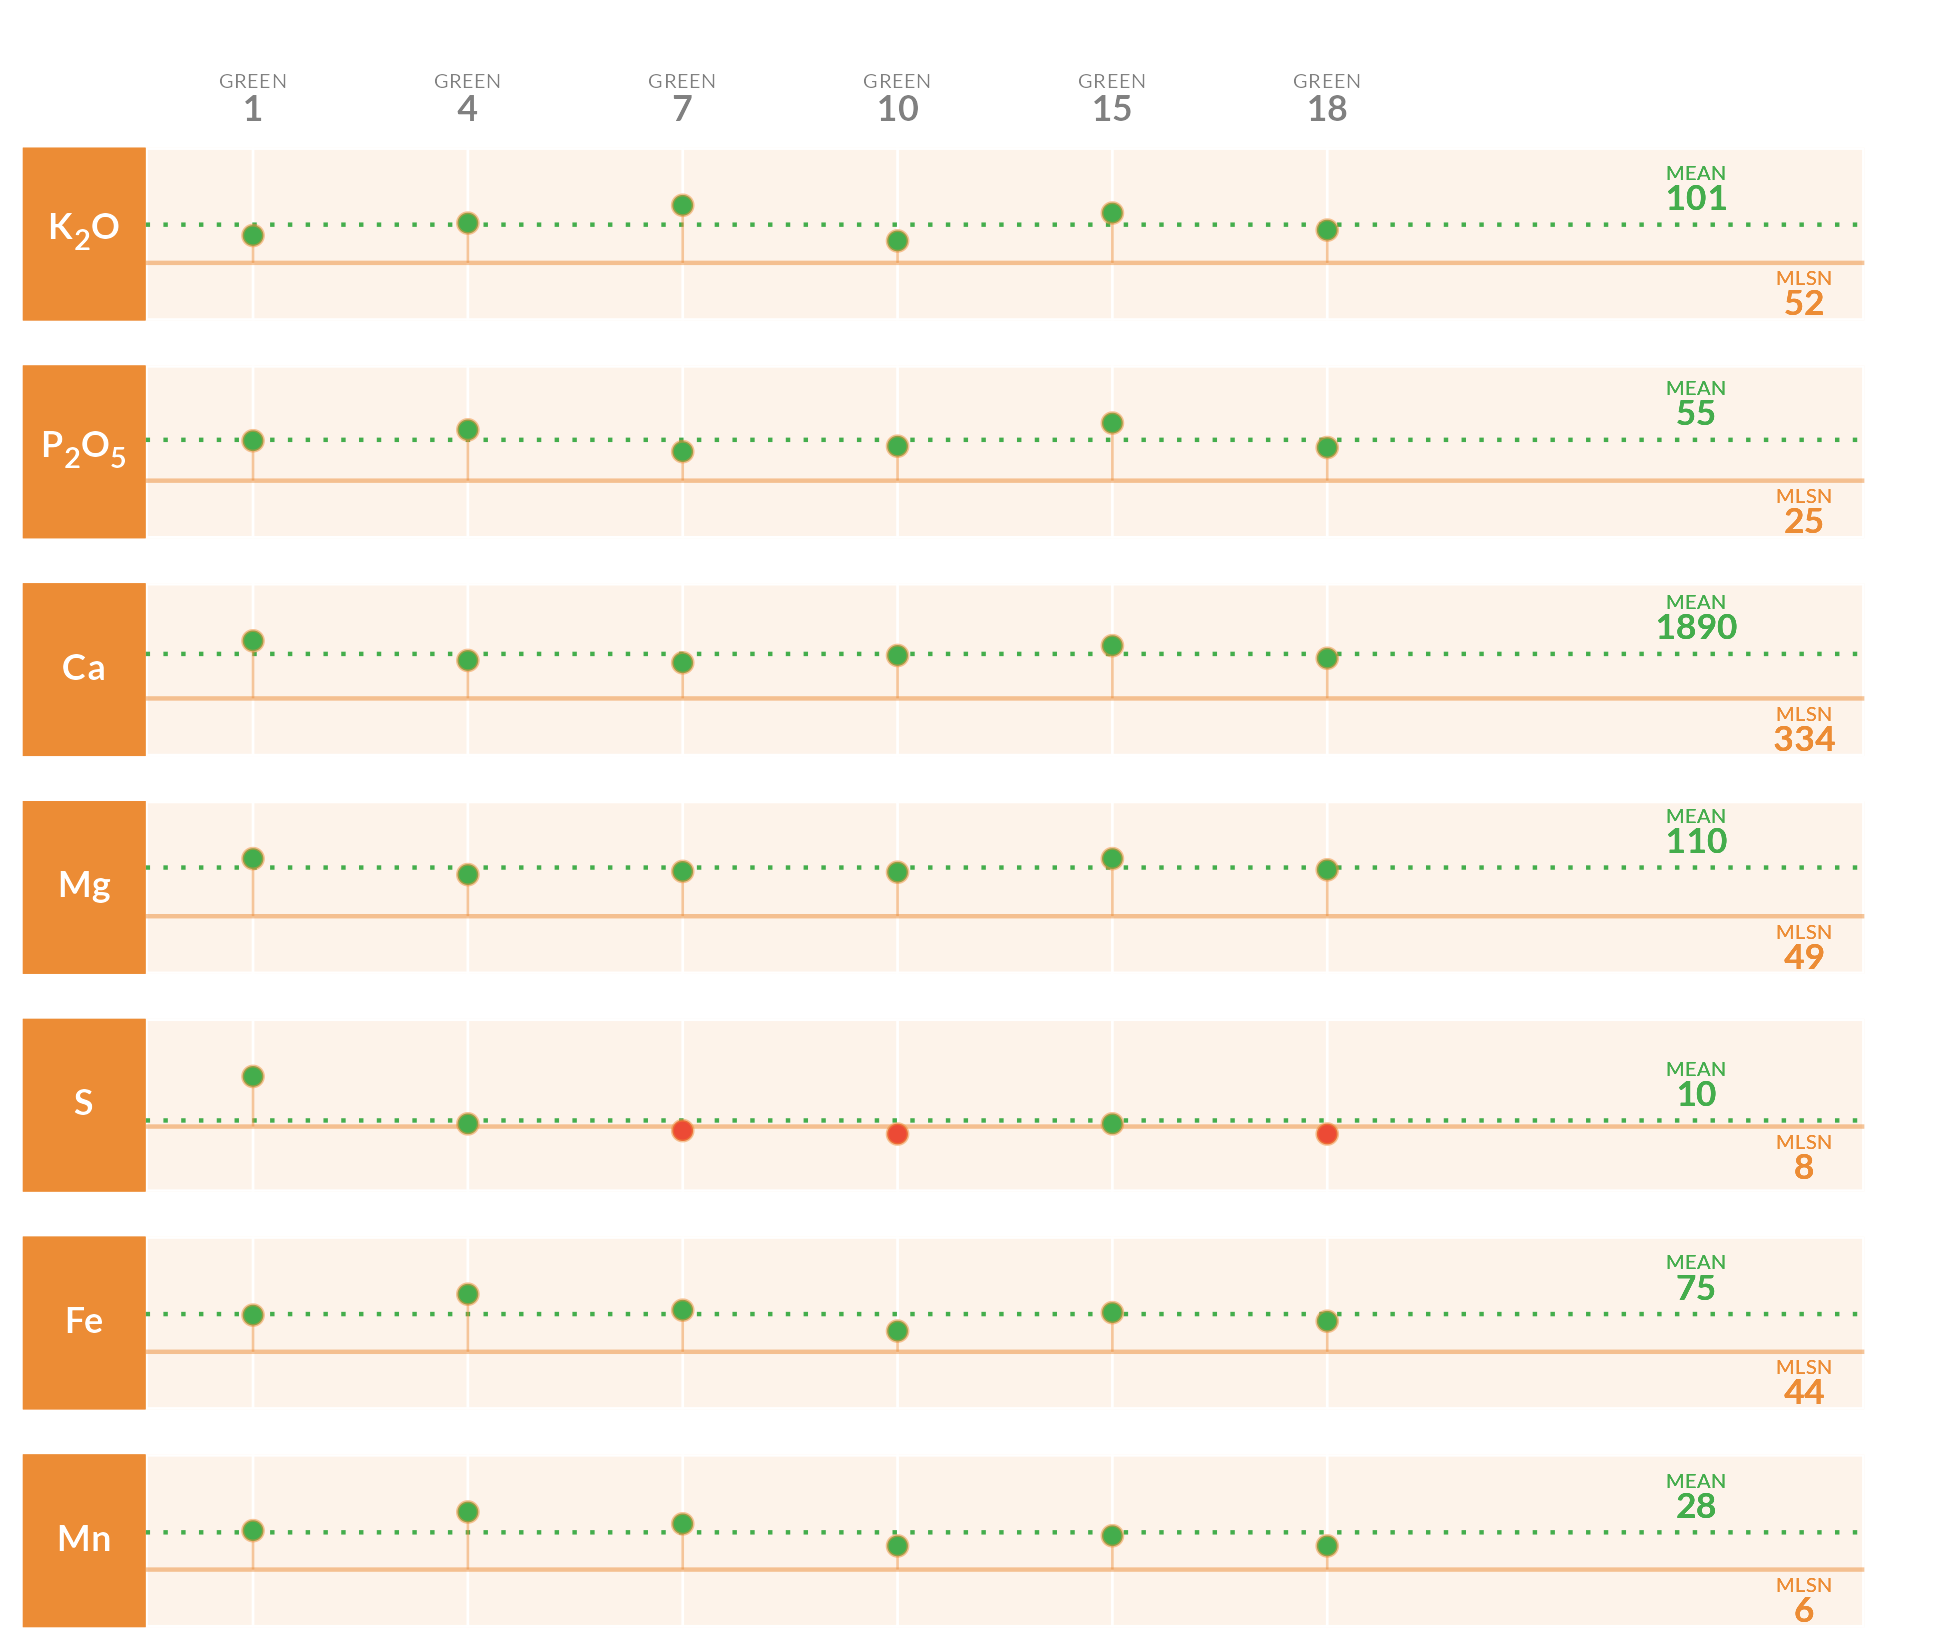 GREEN GREEN GREEN GREEN GREEN GREEN
1 4 7 10 15 18
MEAN
101
K₂O
MLSN
52
MEAN
55
P₂O₅
MLSN
25
MEAN
1890
Ca
MLSN
334
MEAN
110
Mg
MLSN
49
MEAN
10
S
MLSN
8
MEAN
75
Fe
MLSN
44
MEAN
28
Mn
MLSN
6